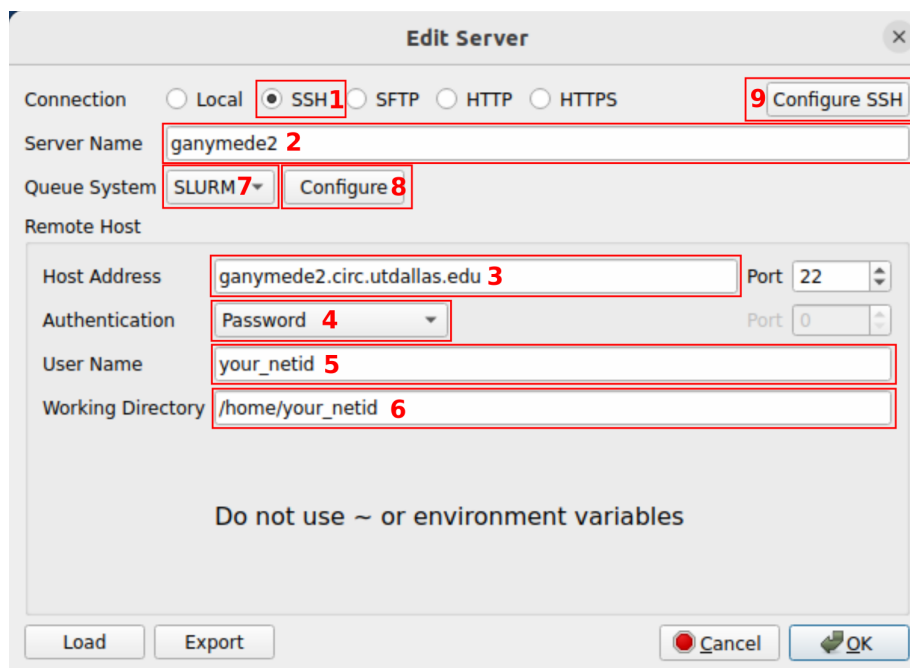 Edit Server
Connection Local SSH 1 SFTP HTTP HTTPS 9 Configure SSH
Server Name ganymede2 2
Queue System SLURM 7 Configure 8
Remote Host
Host Address ganymede2.circ.utdallas.edu 3 Port 22
Authentication Password 4 Port 0
User Name your_netid 5
Working Directory /home/your_netid 6
Do not use ~ or environment variables
Load Export Cancel OK